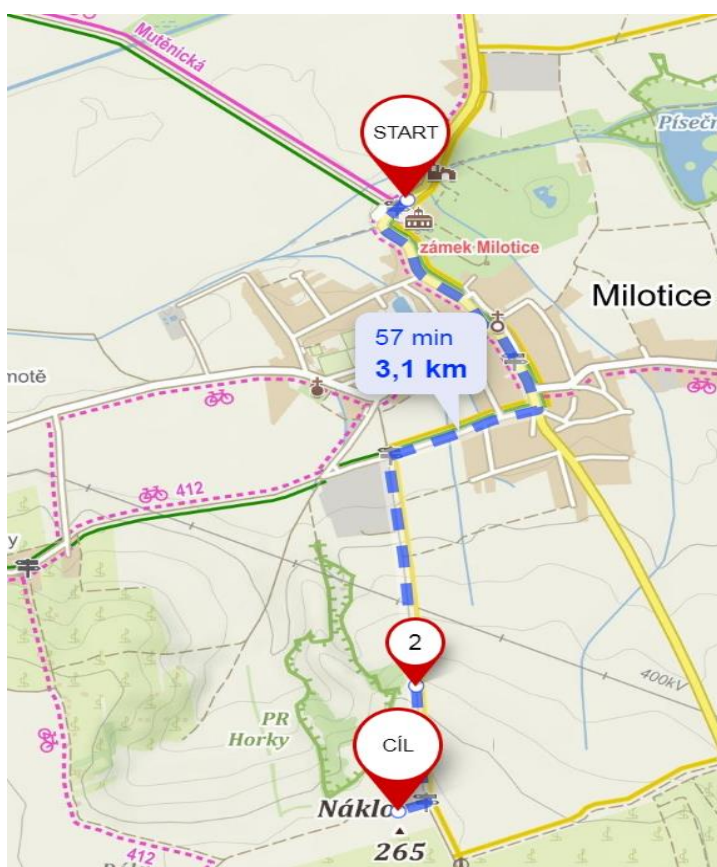 Mutěnická
START
Písečn
zámek Milotice
Milotice
57 min
3,1 km
motě
412
y
2
400kV
PR
Horky
CÍL
Náklo
265
412